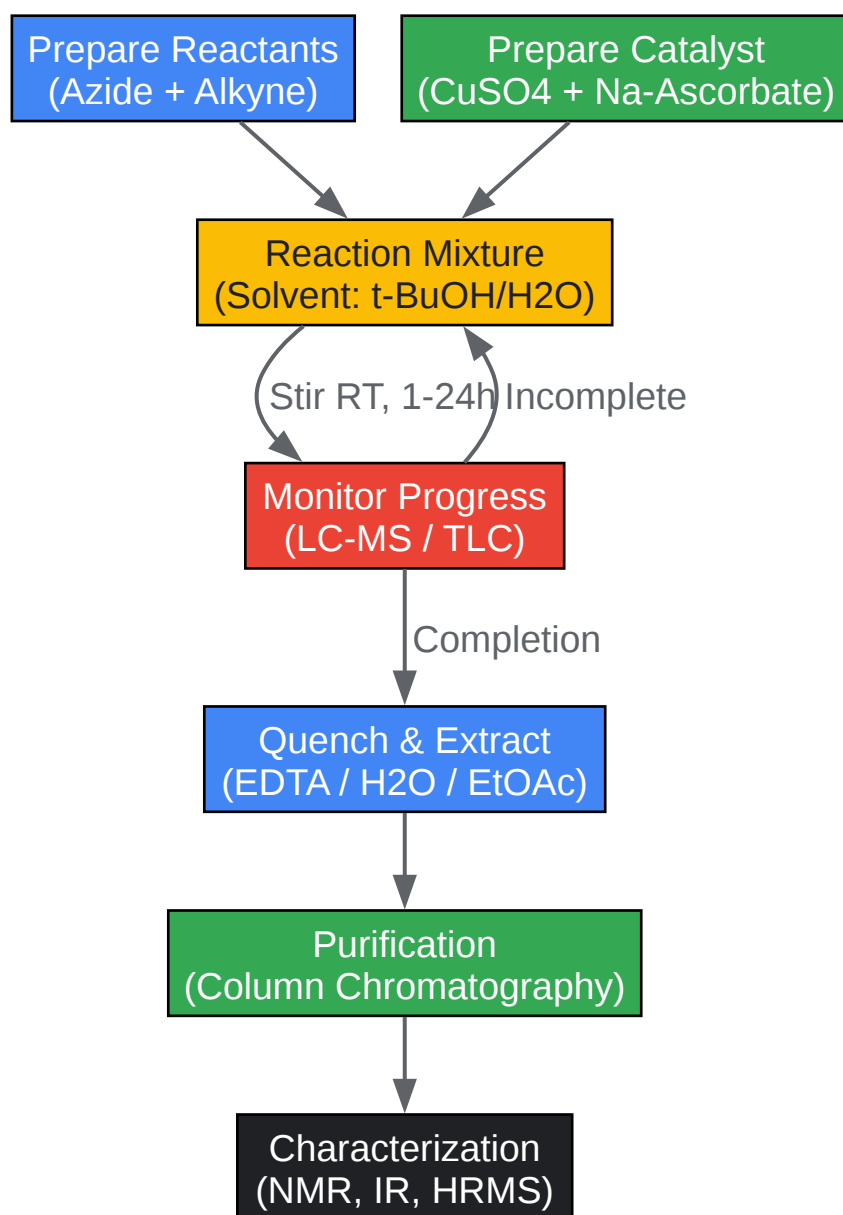 Prepare Reactants
(Azide + Alkyne)
Prepare Catalyst
(CuSO4 + Na-Ascorbate)
Reaction Mixture
(Solvent: t-BuOH/H2O)
Stir RT, 1-24h
Incomplete
Monitor Progress
(LC-MS / TLC)
Completion
Quench & Extract
(EDTA / H2O / EtOAc)
Purification
(Column Chromatography)
Characterization
(NMR, IR, HRMS)